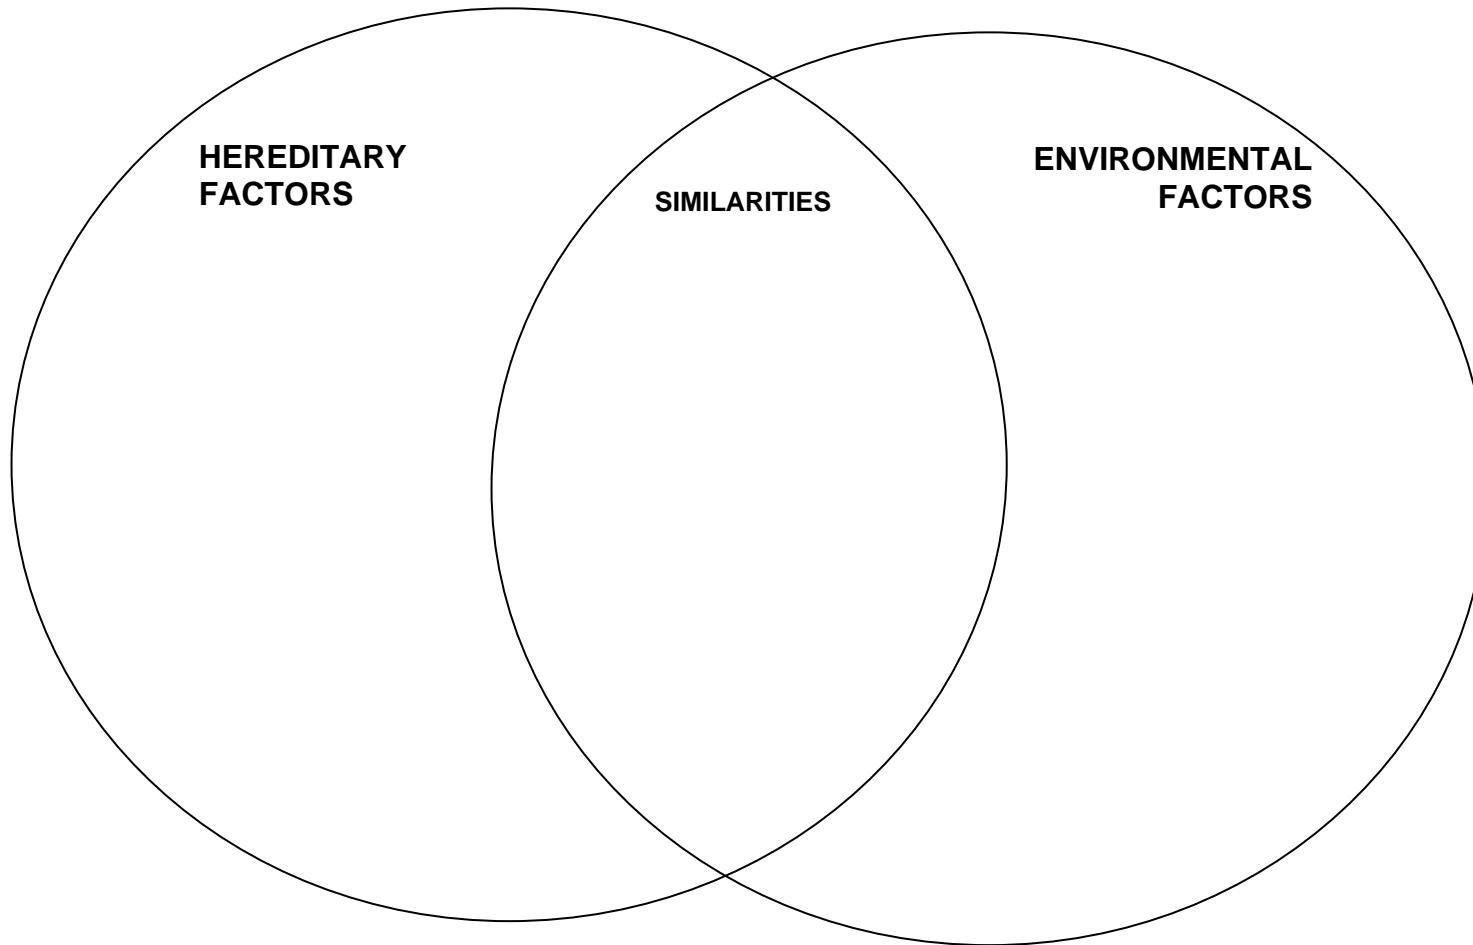 HEREDITARY
FACTORS
SIMILARITIES
ENVIRONMENTAL
FACTORS